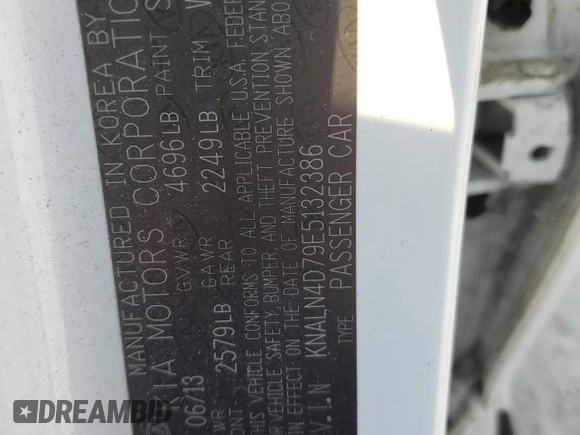 MANUFACTURED IN KOREA BY
KIA MOTORS CORPORATION
06/13 GVWR 4696LB PAINT S
GAWR
2579LB REAR 2249LB TRIM W
THIS VEHICLE CONFORMS TO ALL APPLICABLE U.S.A. FEDER
VEHICLE SAFETY, BUMPER, AND THEFT PREVENTION STAN
IN EFFECT ON THE DATE OF MANUFACTURE SHOWN ABO
V.I.N KNALN4D79E5132386
TYPE PASSENGER CAR
DREAMBID